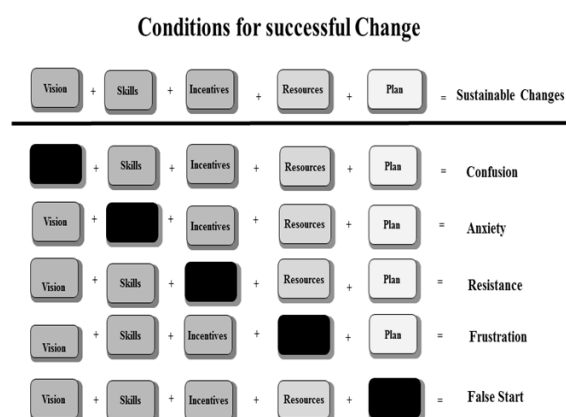 Conditions for successful Change
Vision + Skills + Incentives + Resources + Plan = Sustainable Changes
+ Skills + Incentives + Resources + Plan = Confusion
Vision + + Incentives + Resources + Plan = Anxiety
Vision + Skills + + Resources + Plan = Resistance
Vision + Skills + Incentives + + Plan = Frustration
Vision + Skills + Incentives + Resources + = False Start